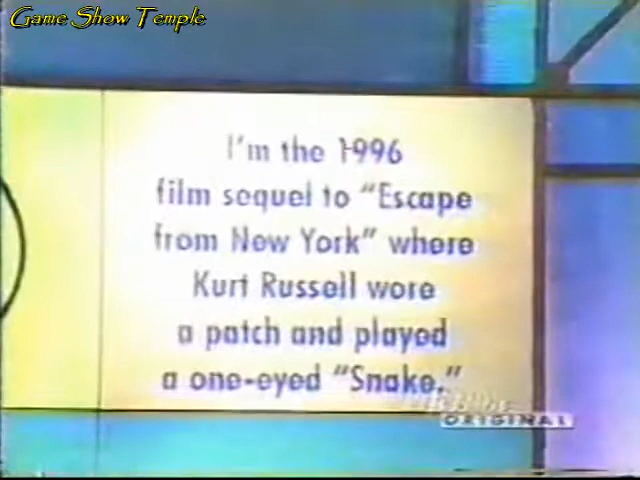 Game Show Temple
I'm the 1996
film sequel to "Escape
from New York" where
Kurt Russell wore
a patch and played
a one-eyed "Snake."
ORIGINAL